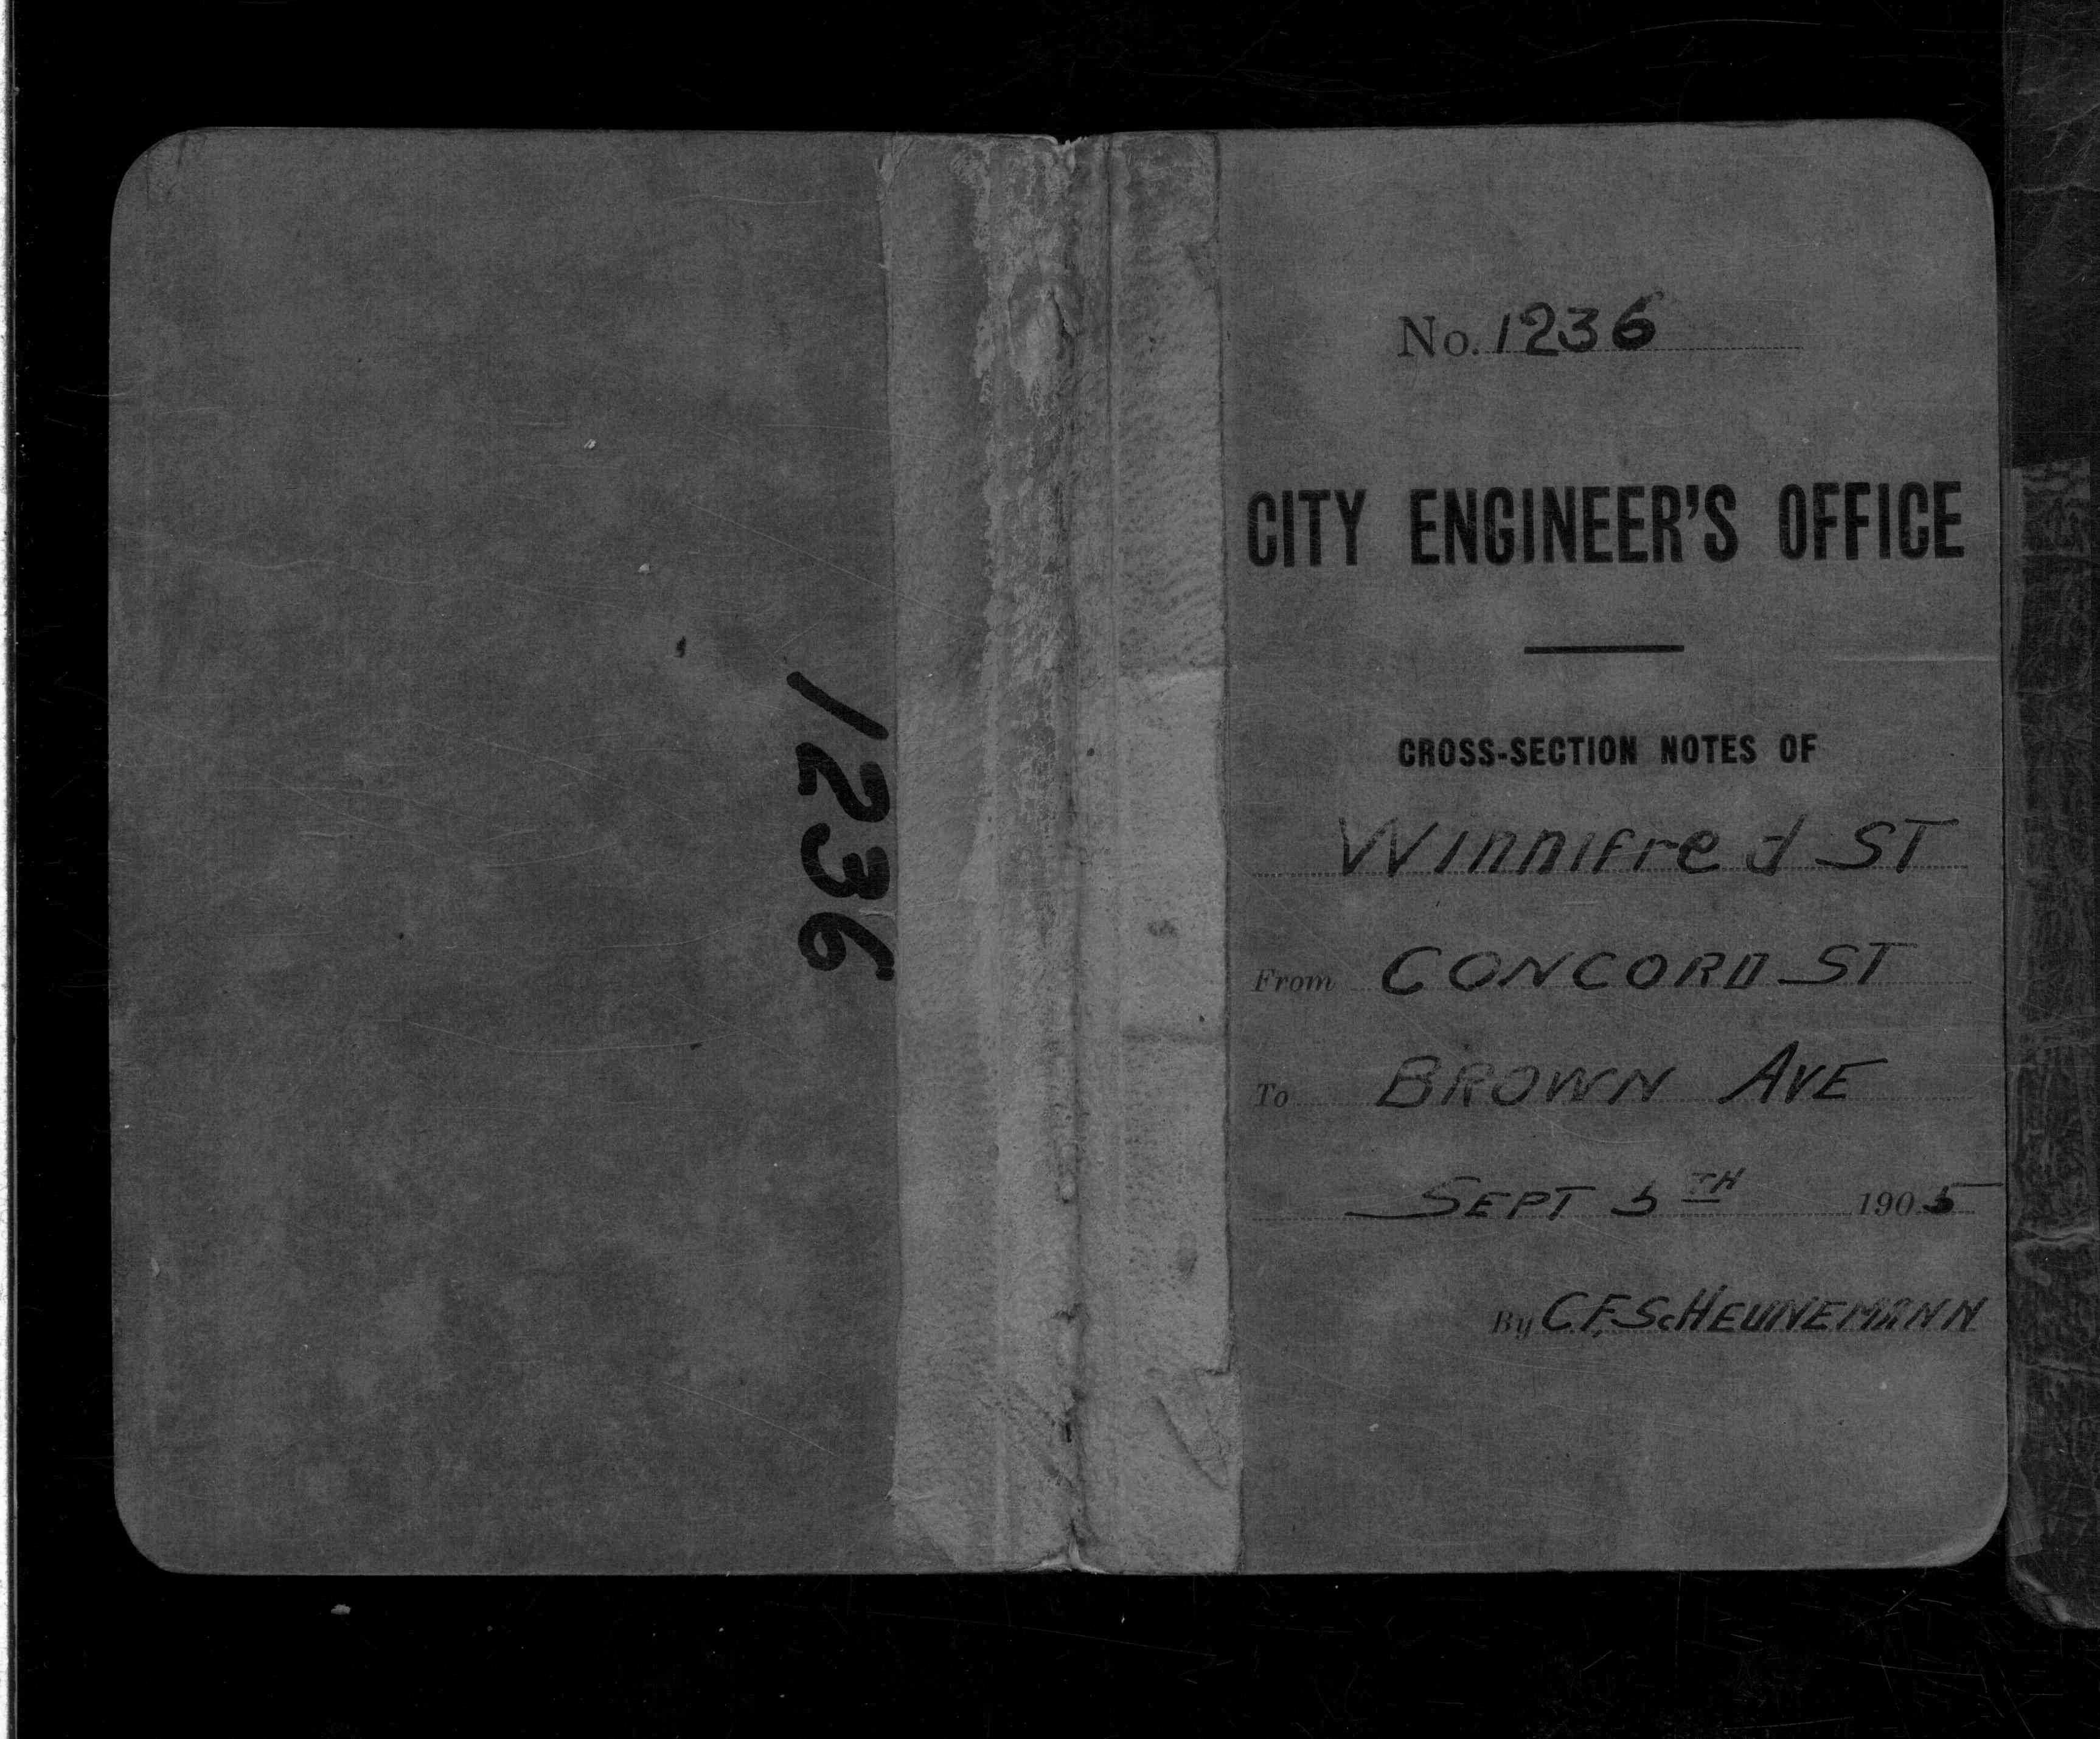 1236
No. 1236
CITY ENGINEER'S OFFICE
CROSS-SECTION NOTES OF
Winnifred ST
From CONCORD ST
To BROWN AVE
SEPT 5TH 1905
By C.F. ScHEUNEMANN